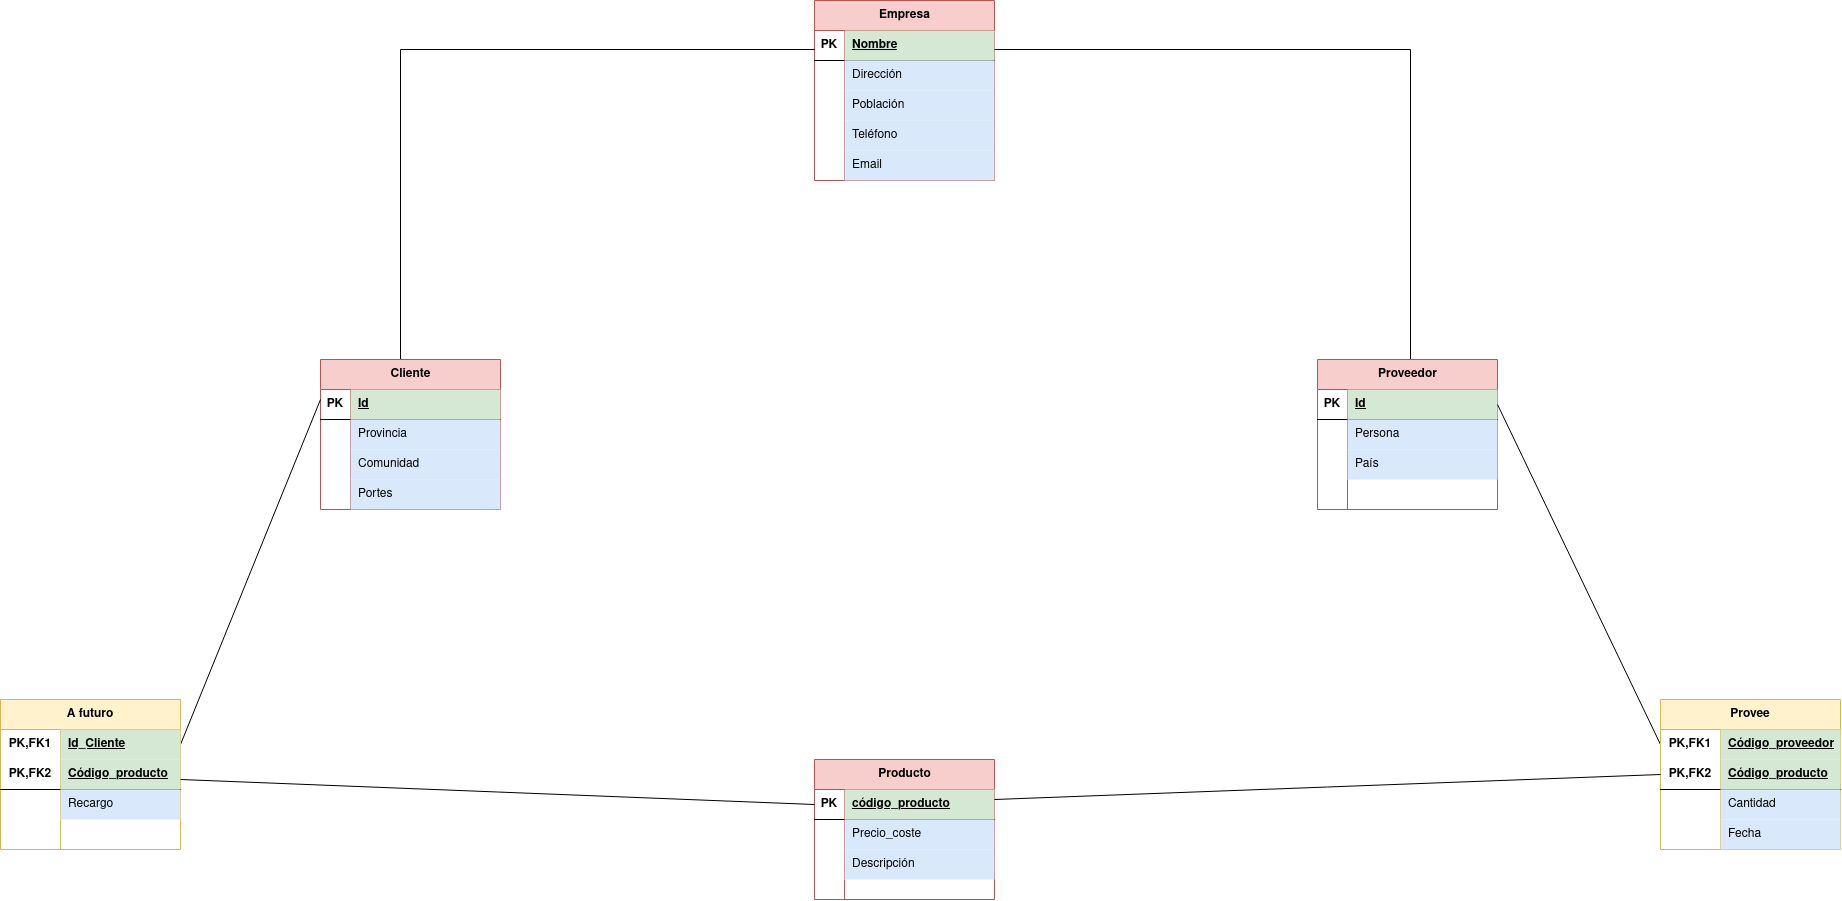 Empresa
PK Nombre
Dirección
Población
Teléfono
Email
Cliente
PK Id
Provincia
Comunidad
Portes
Proveedor
PK Id
Persona
País
A futuro
PK,FK1 Id_Cliente
PK,FK2 Código_producto
Recargo
Producto
PK código_producto
Precio_coste
Descripción
Provee
PK,FK1 Código_proveedor
PK,FK2 Código_producto
Cantidad
Fecha